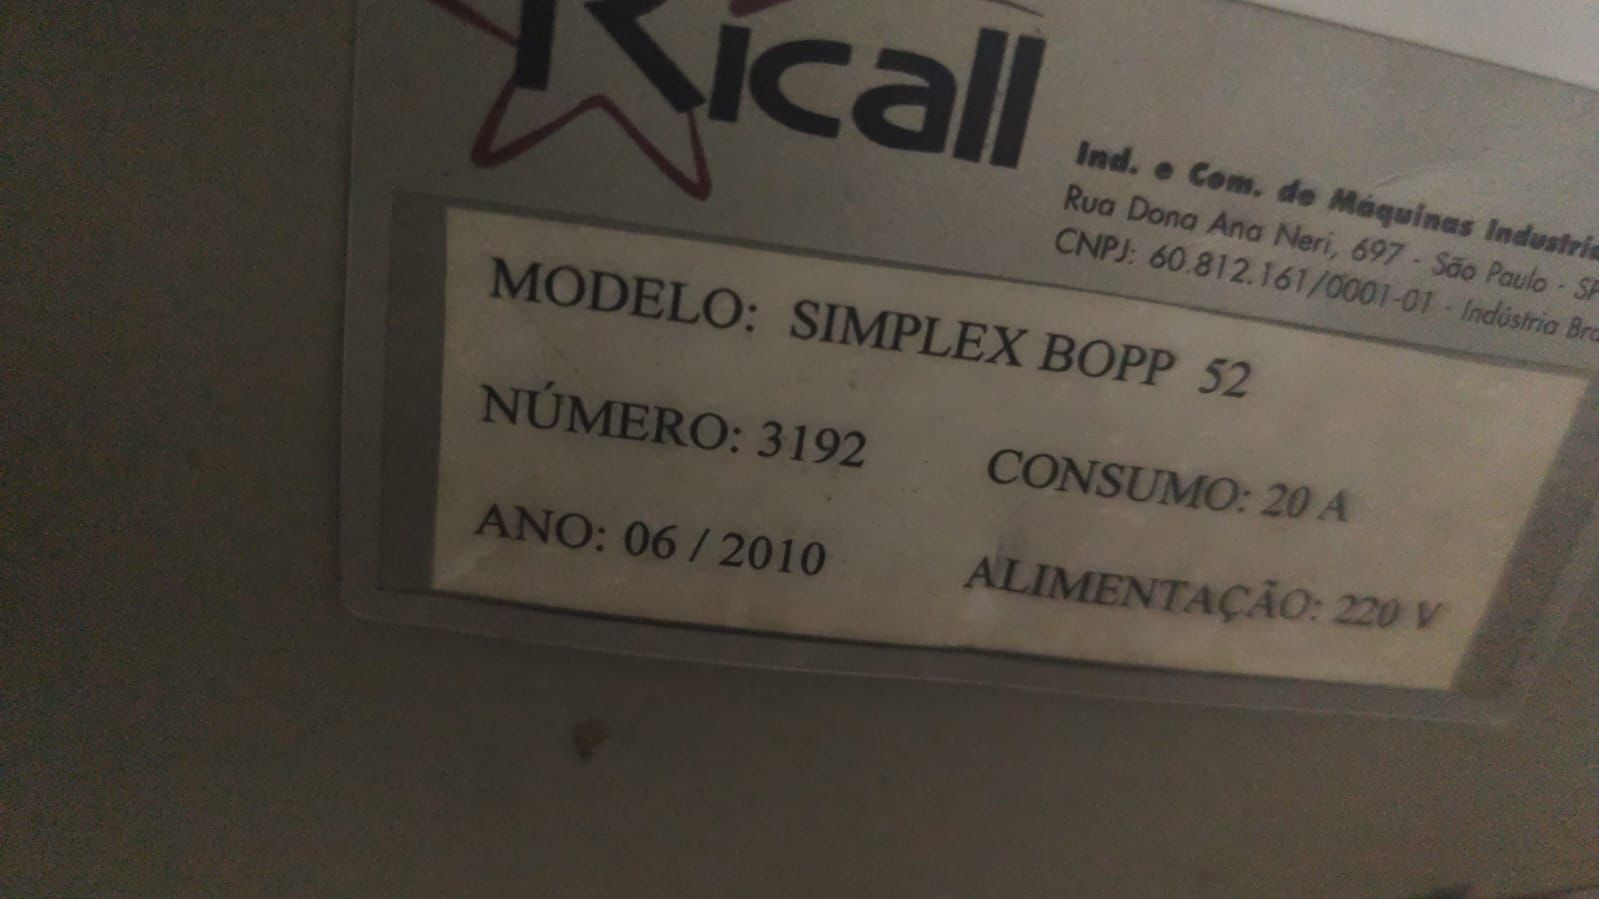 Ricall
Ind. e Com. de Máquinas
Rua Dona Ana Neri, 697 - São Paulo - SP
CNPJ: 60.812.161/0001-01 - Indústria
MODELO: SIMPLEX BOPP 52
NÚMERO: 3192 CONSUMO: 20 A
ANO: 06 / 2010 ALIMENTAÇÃO: 220 V